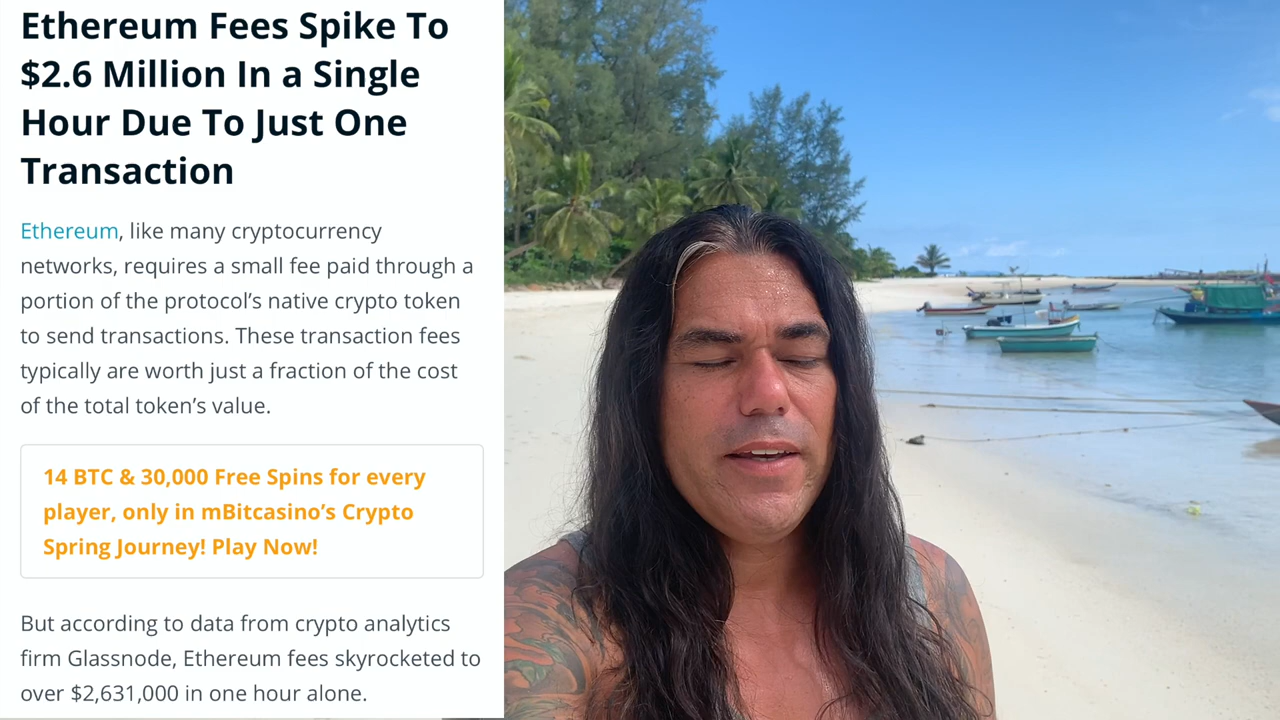 Ethereum Fees Spike To
$2.6 Million In a Single
Hour Due To Just One
Transaction
Ethereum, like many cryptocurrency
networks, requires a small fee paid through a
portion of the protocol’s native crypto token
to send transactions. These transaction fees
typically are worth just a fraction of the cost
of the total token’s value.
14 BTC & 30,000 Free Spins for every
player, only in mBitcasino’s Crypto
Spring Journey! Play Now!
But according to data from crypto analytics
firm Glassnode, Ethereum fees skyrocketed to
over $2,631,000 in one hour alone.